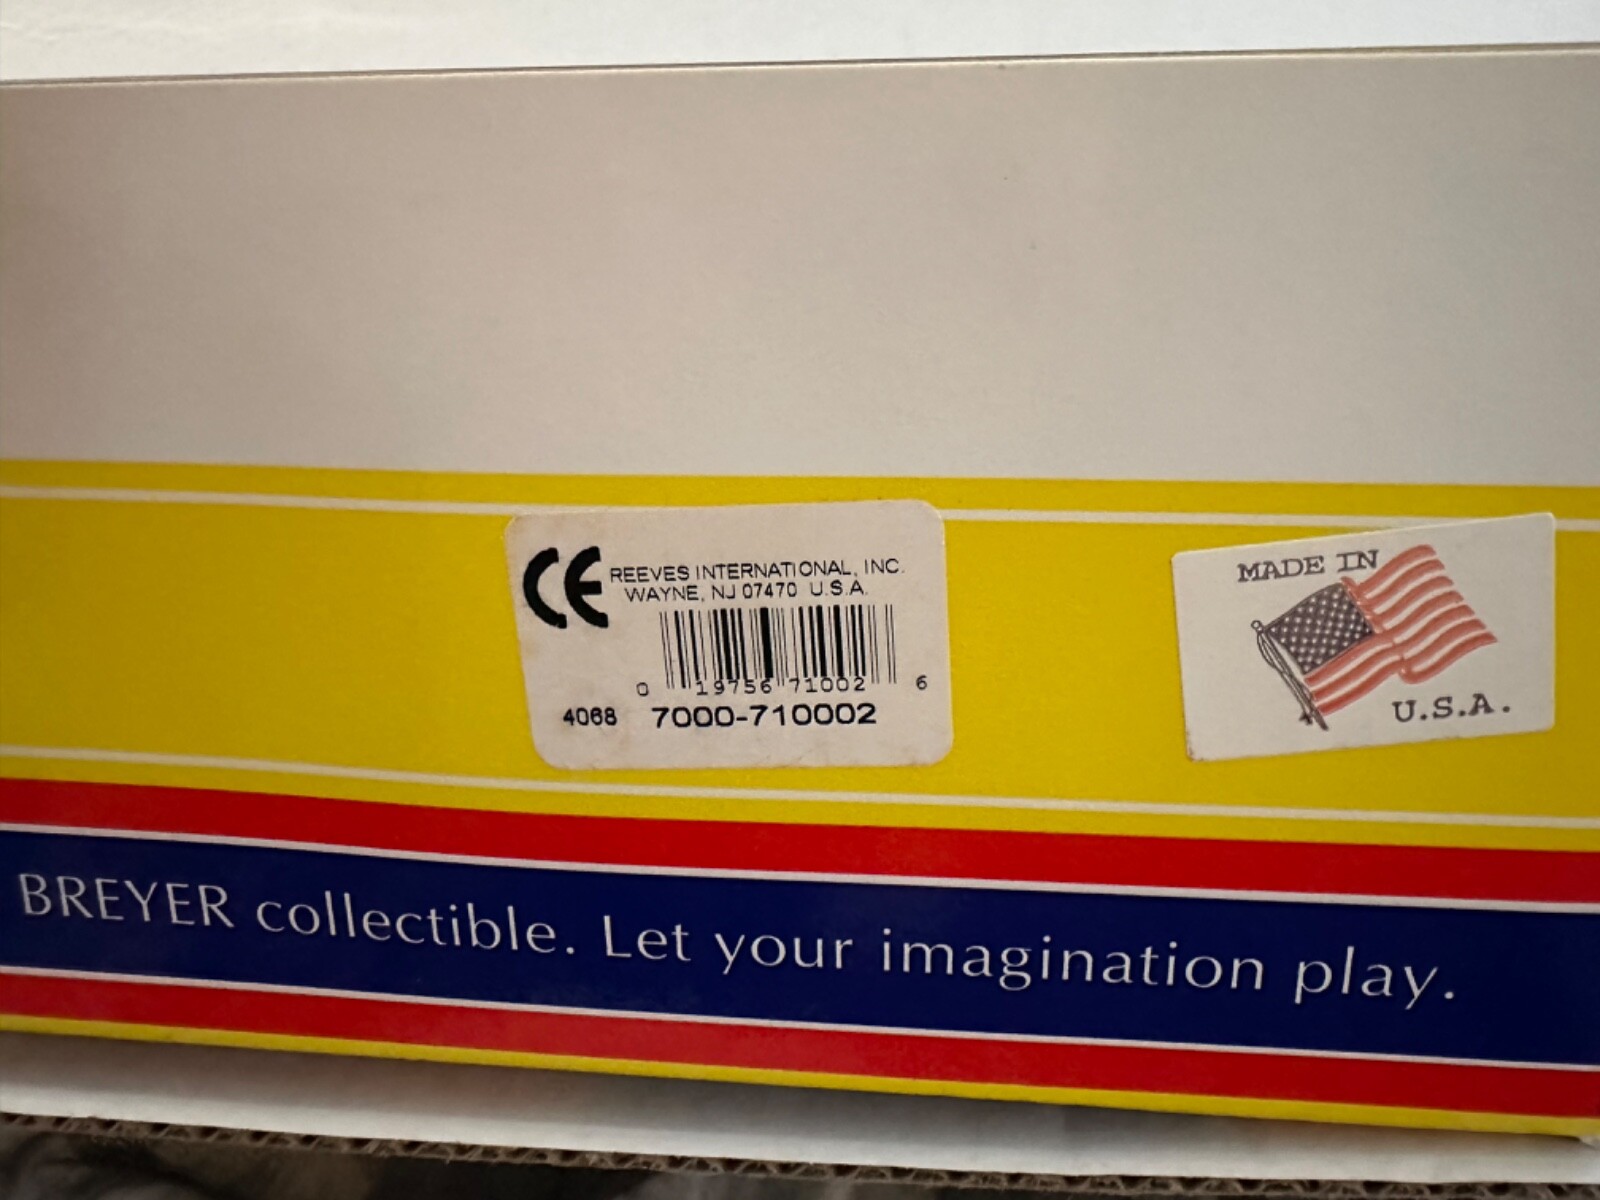 CE REEVES INTERNATIONAL, INC.
WAYNE, NJ 07470 U.S.A.
0 19756 71002 6
4068 7000-710002
MADE IN
U.S.A.
BREYER collectible. Let your imagination play.